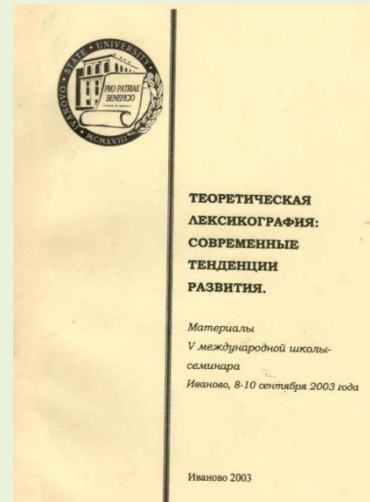 IVANOVO • STATE • UNIVERSITY •
MCMXVIII
PRO PATRIAE
BENEFICIO
ТЕОРЕТИЧЕСКАЯ
ЛЕКСИКОГРАФИЯ:
СОВРЕМЕННЫЕ
ТЕНДЕНЦИИ
РАЗВИТИЯ.
Материалы
V международной школы-
семинара
Иваново, 8-10 сентября 2003 года
Иваново 2003